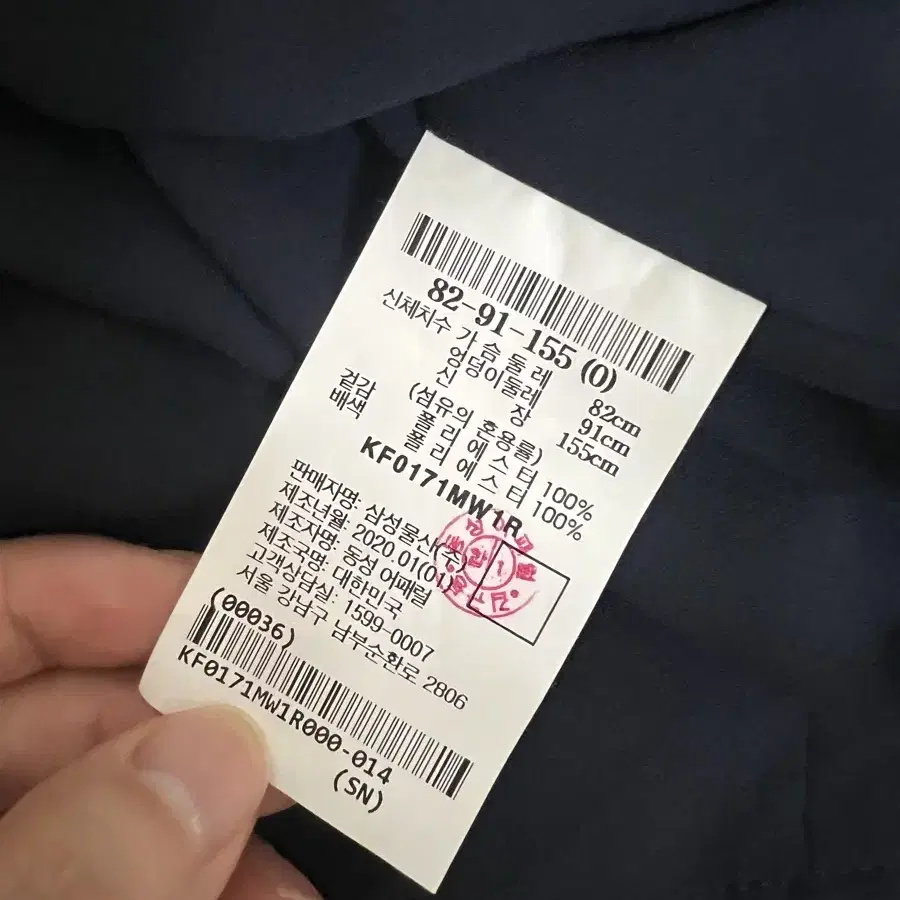 82-91-155 (0)
신체치수 가슴둘레 82cm
엉덩이둘레 91cm
신 장 155cm
(섬유의 혼용률)
겉감 폴리에스터 100%
배색 폴리에스터 100%
KF0171MW1R
판매자명: 삼성물산(주)
제조년월: 2020.01(01)
제조자명: 동성 어패럴
제조국명: 대한민국
고객상담실: 1599-0007
서울 강남구 남부순환로 2806
(00036)
KF0171MW1R000-014
(SN)